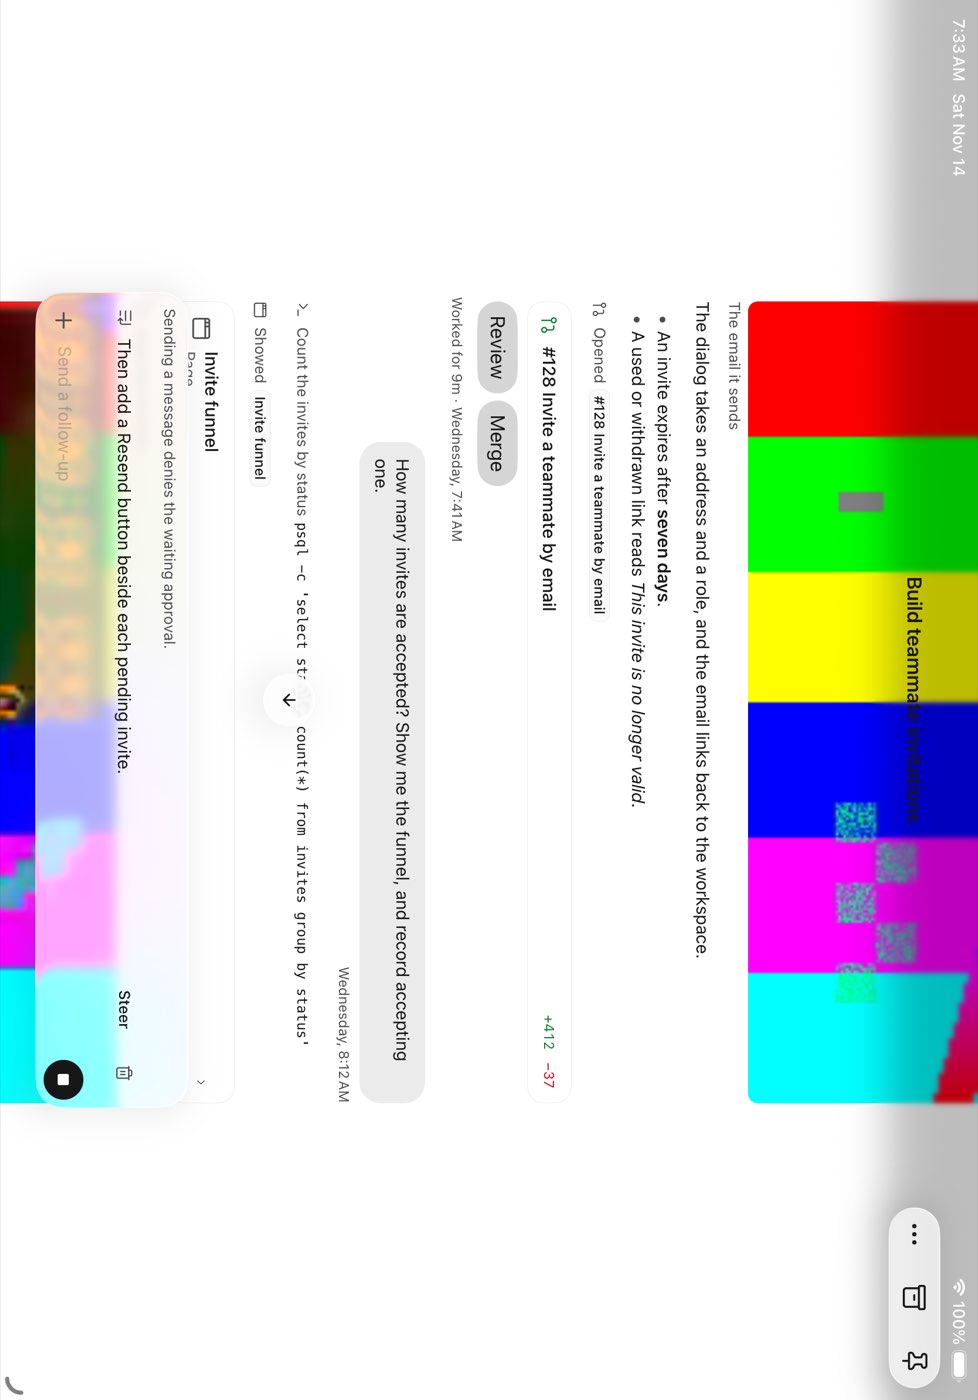 7:33 AM Sat Nov 14
100%
Build teammate invitations
The email it sends
The dialog takes an address and a role, and the email links back to the workspace.
• An invite expires after seven days.
• A used or withdrawn link reads This invite is no longer valid.
Opened #128 Invite a teammate by email
#128 Invite a teammate by email +412 −37
Review Merge
Worked for 9m · Wednesday, 7:41 AM
How many invites are accepted? Show me the funnel, and record accepting
one.
Wednesday, 8:12 AM
Count the invites by status psql -c 'select count(*) from invites group by status'
Showed Invite funnel
Invite funnel
Page
Sending a message denies the waiting approval.
Then add a Resend button beside each pending invite. Steer
Send a follow-up